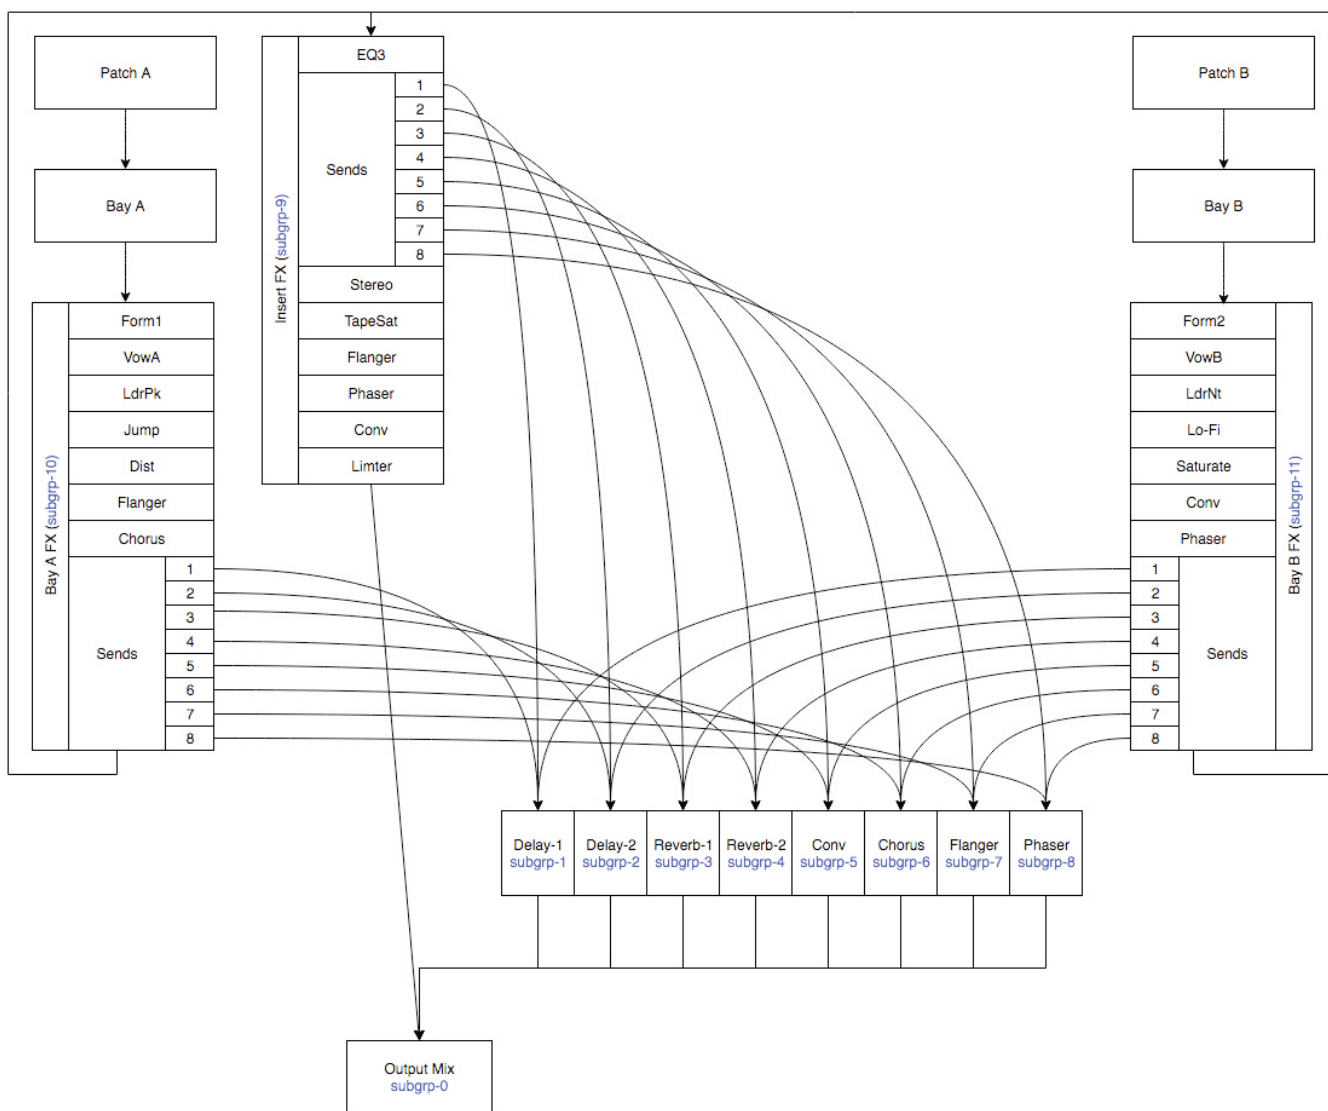 Patch A
Bay A
Bay A FX (subgrp-10)
Form1
VowA
LdrPk
Jump
Dist
Flanger
Chorus
Sends
1
2
3
4
5
6
7
8
Insert FX (subgrp-9)
EQ3
Sends
1
2
3
4
5
6
7
8
Stereo
TapeSat
Flanger
Phaser
Conv
Limter
Patch B
Bay B
Form2
VowB
LdrNt
Lo-Fi
Saturate
Conv
Phaser
1
2
3
4
5
6
7
8
Sends
Bay B FX (subgrp-11)
Delay-1
subgrp-1
Delay-2
subgrp-2
Reverb-1
subgrp-3
Reverb-2
subgrp-4
Conv
subgrp-5
Chorus
subgrp-6
Flanger
subgrp-7
Phaser
subgrp-8
Output Mix
subgrp-0